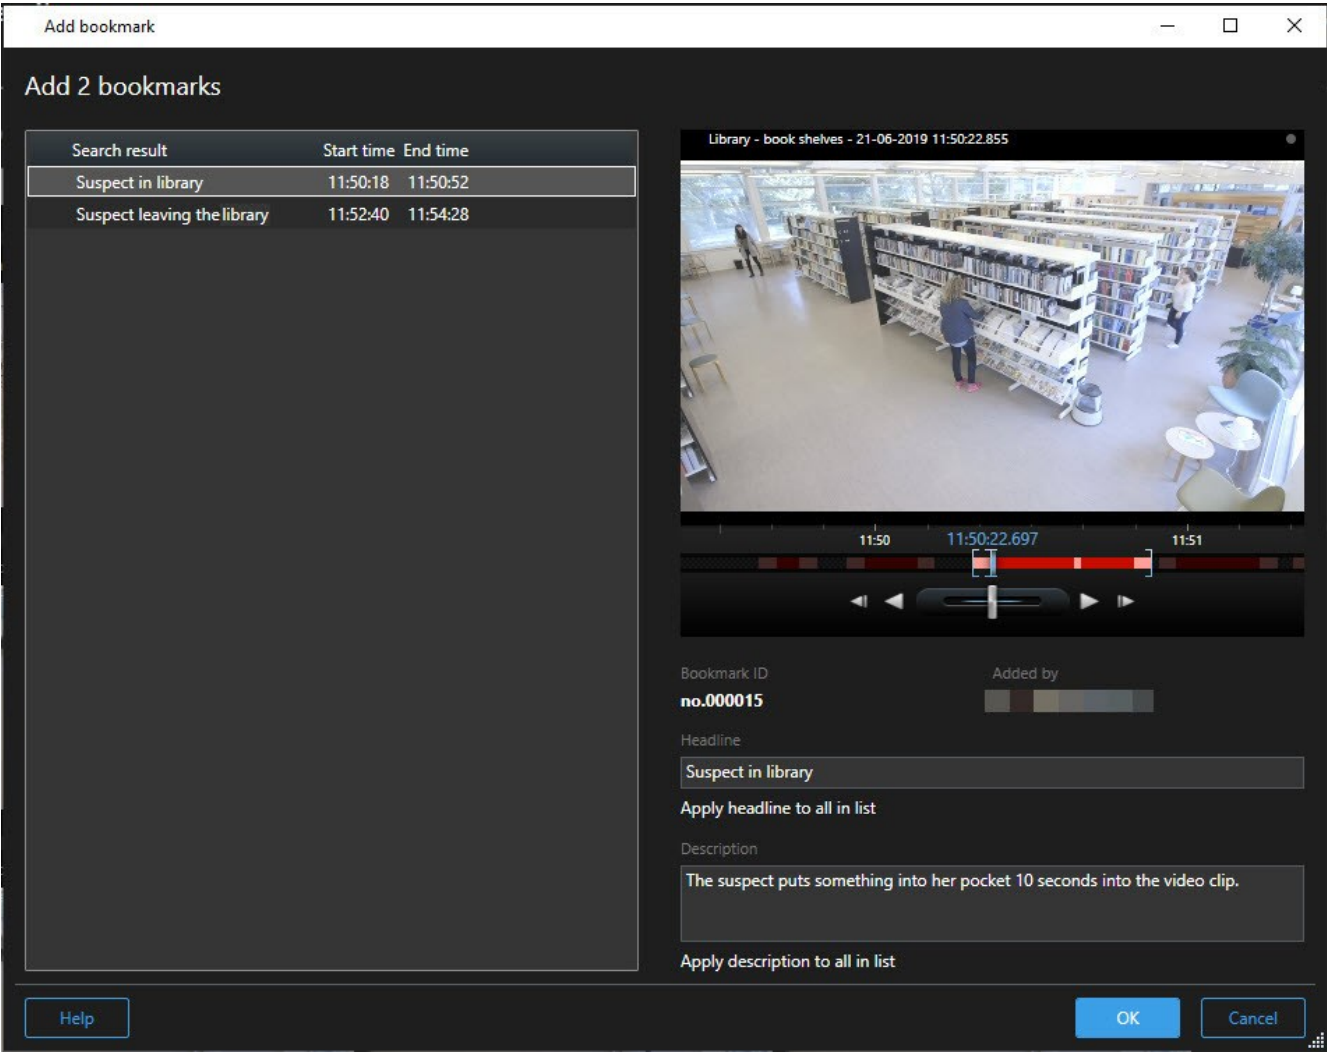 Add bookmark
Add 2 bookmarks
Search result Start time End time
Suspect in library 11:50:18 11:50:52
Suspect leaving the library 11:52:40 11:54:28
Library - book shelves - 21-06-2019 11:50:22.855
11:50 11:50:22.697 11:51
Bookmark ID Added by
no.000015
Headline
Suspect in library
Apply headline to all in list
Description
The suspect puts something into her pocket 10 seconds into the video clip.
Apply description to all in list
Help OK Cancel